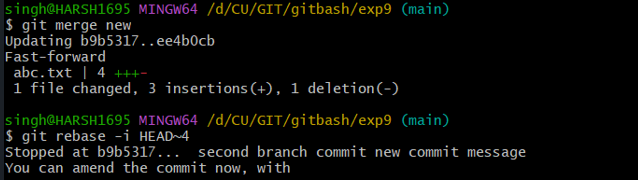 singh@HARSH1695 MINGW64 /d/CU/GIT/gitbash/exp9 (main)
$ git merge new
Updating b9b5317..ee4b0cb
Fast-forward
 abc.txt | 4 +++-
 1 file changed, 3 insertions(+), 1 deletion(-)

singh@HARSH1695 MINGW64 /d/CU/GIT/gitbash/exp9 (main)
$ git rebase -i HEAD~4
Stopped at b9b5317...  second branch commit new commit message
You can amend the commit now, with